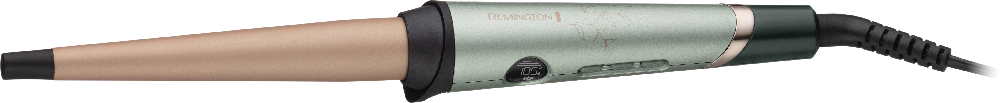 REMINGTON
185°
+
-